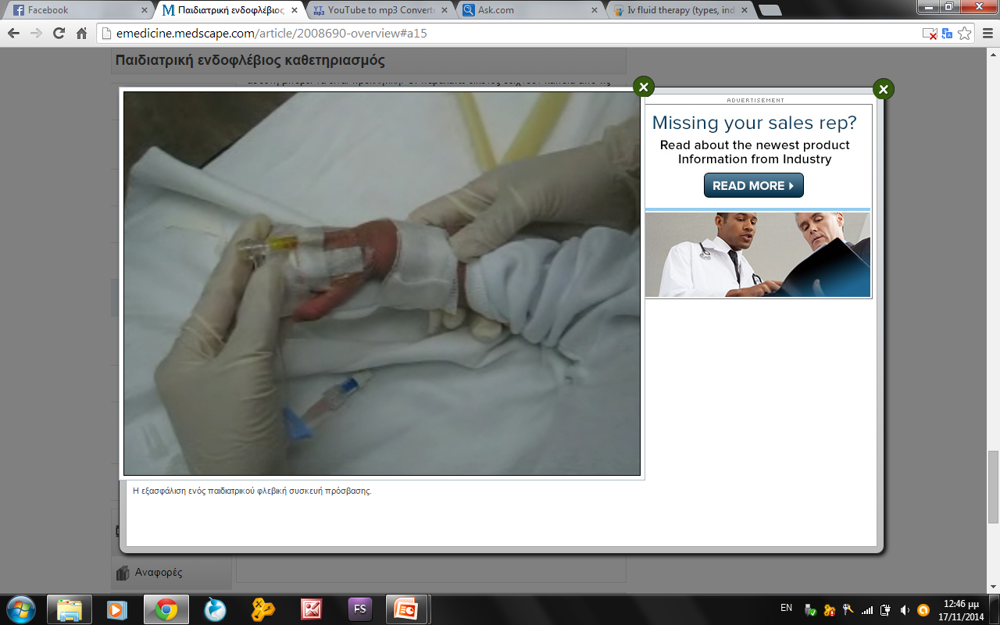 Facebook
Παιδιατρική ενδοφλέβιος
YouTube to mp3 Convert
Ask.com
Iv fluid therapy (types, ind
emedicine.medscape.com/article/2008690-overview#a15
Παιδιατρική ενδοφλέβιος καθετηριασμός
ADVERTISEMENT
Missing your sales rep?
Read about the newest product
Information from Industry
READ MORE
Η εξασφάλιση ενός παιδιατρικού φλεβική συσκευή πρόσβασης.
Αναφορές
FS
EN
12:46 μμ
17/11/2014